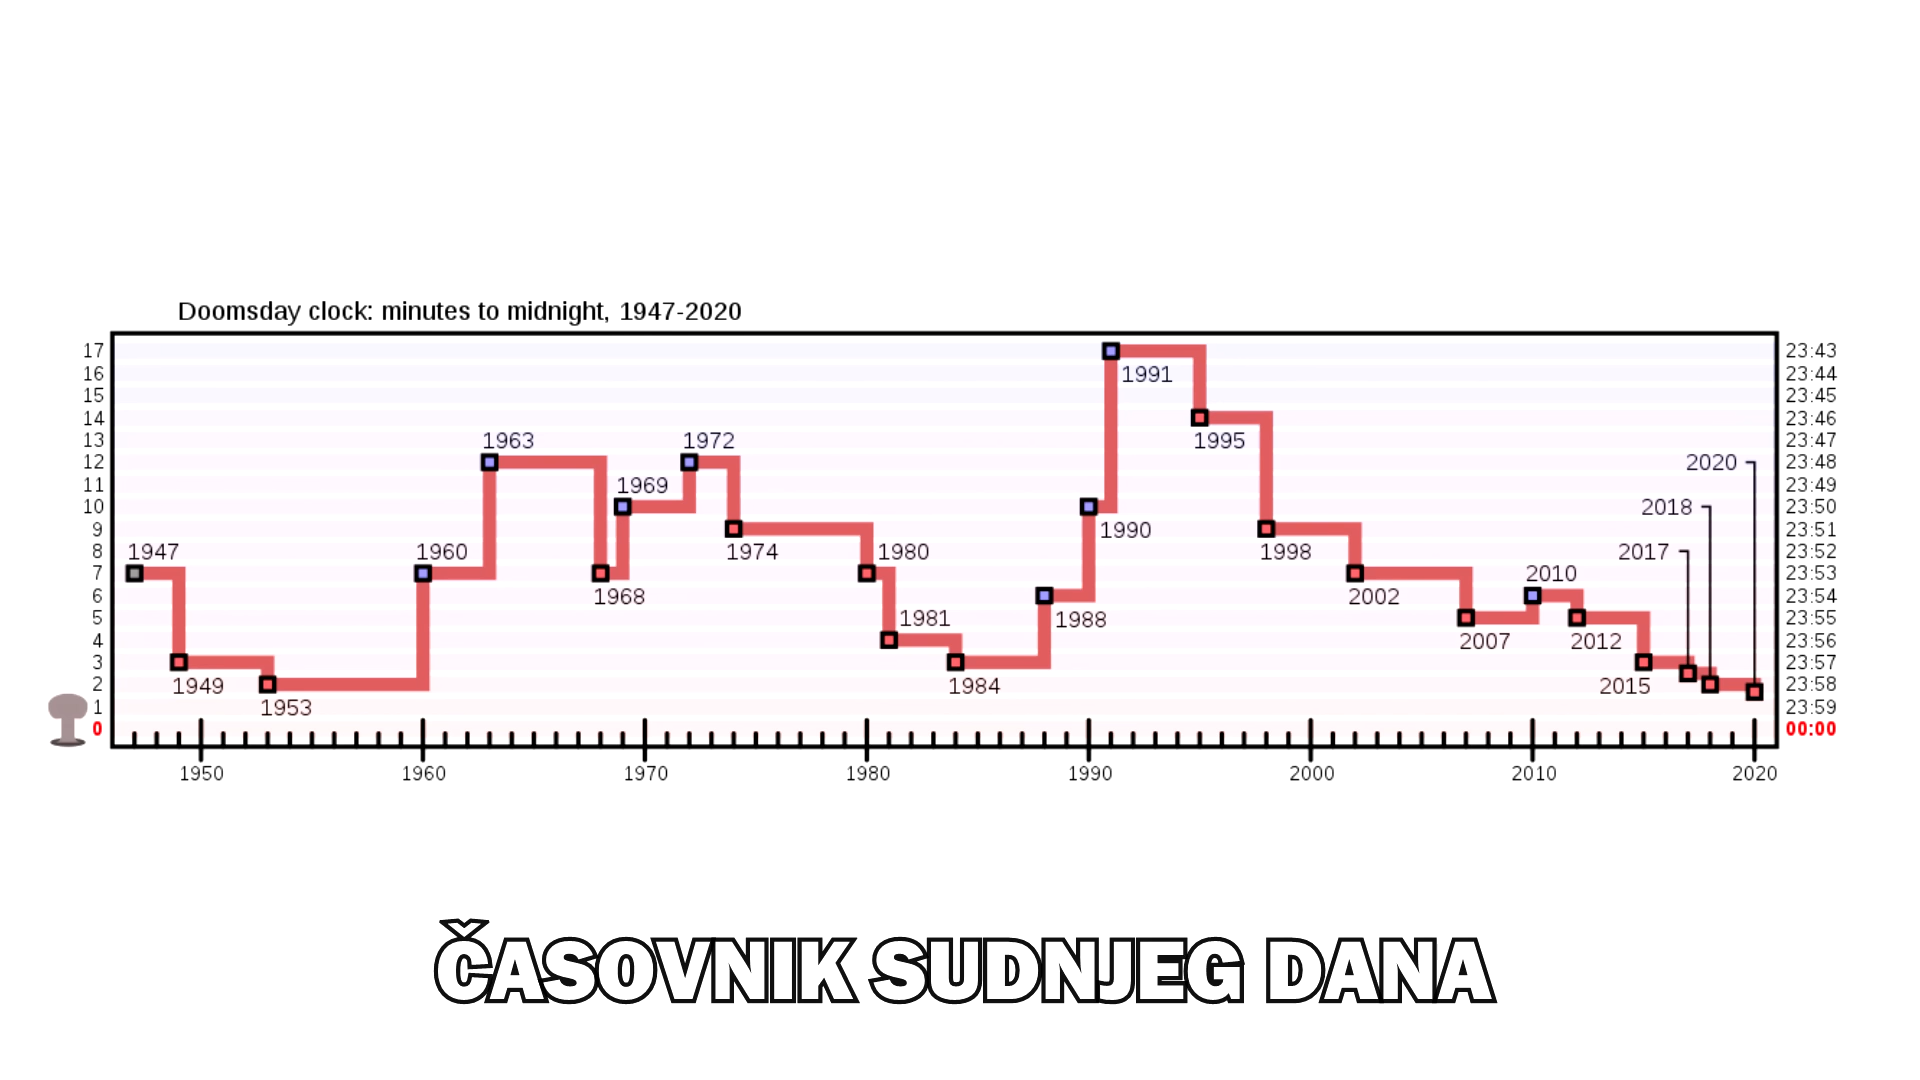 Doomsday clock: minutes to midnight, 1947-2020
17 23:43
16 1991 23:44
15 23:45
14 23:46
13 1963 1972 1995 23:47
12 2020 23:48
11 1969 23:49
10 2018 23:50
9 1990 23:51
8 1947 1960 1974 1980 1998 2017 23:52
7 2010 23:53
6 1968 2002 23:54
5 1981 1988 23:55
4 2007 2012 23:56
3 23:57
2 1949 1984 2015 23:58
1 1953 23:59
0 00:00
1950 1960 1970 1980 1990 2000 2010 2020
ČASOVNIK SUDNJEG DANA